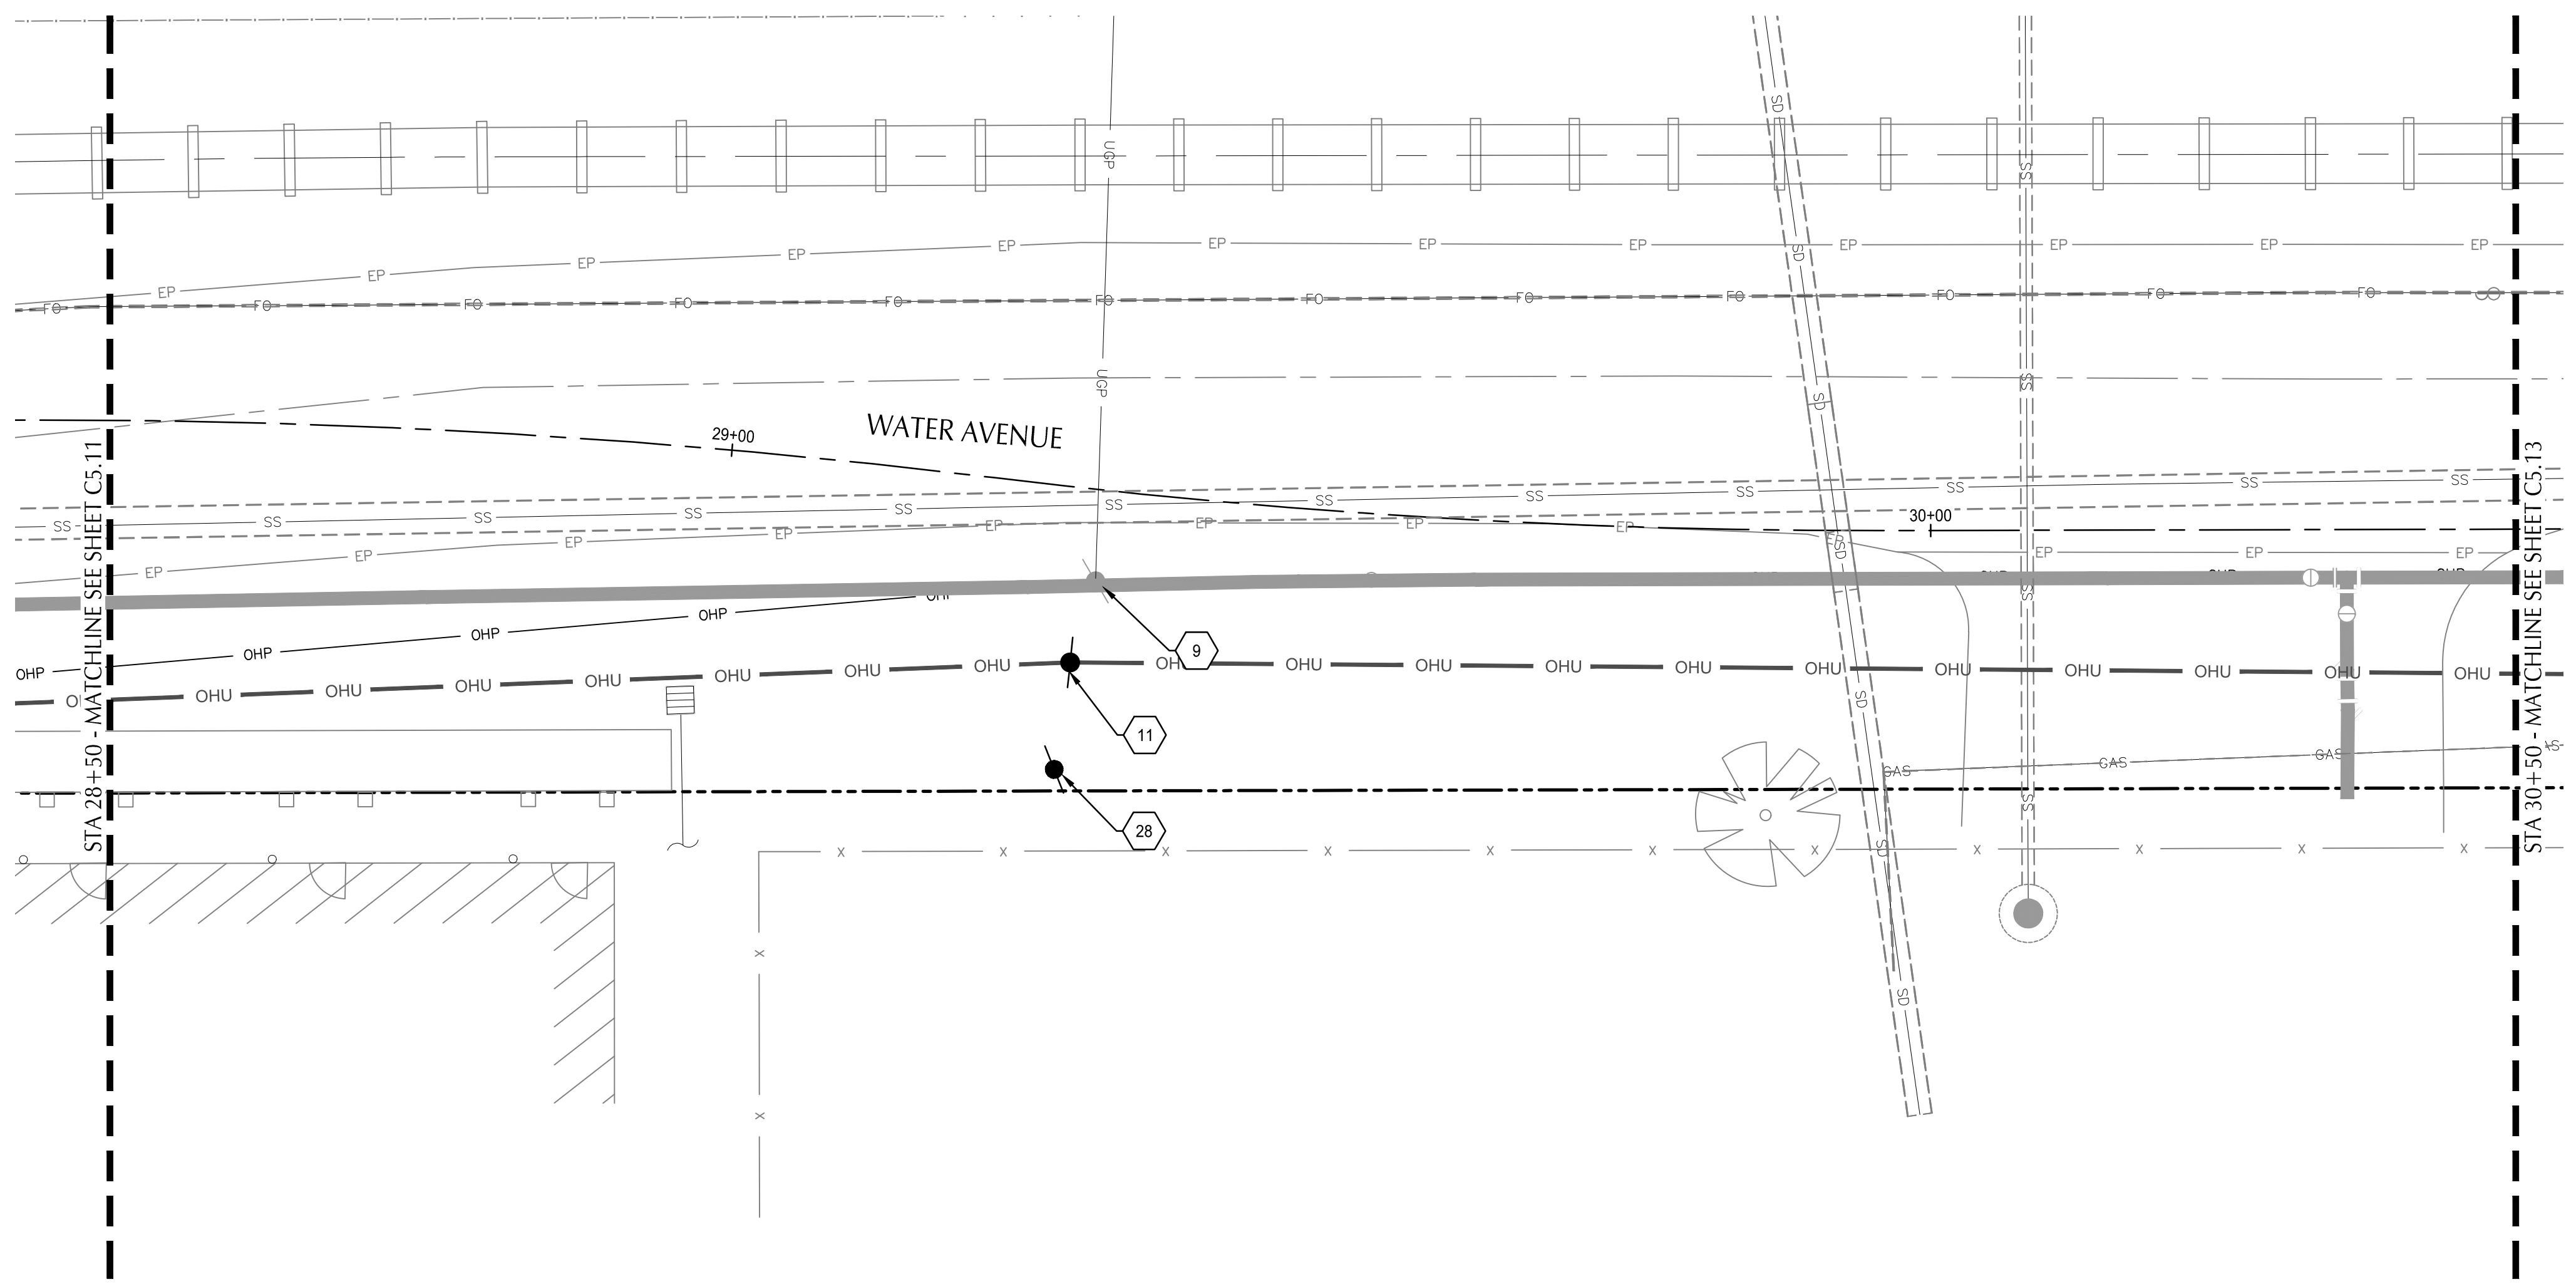 SD
UGP
SS
EP EP EP EP EP EP EP EP EP EP EP EP
SD
FO FO FO FO FO FO FO FO FO FO FO FO
UGP
SS
SD
29+00
WATER AVENUE
SS SS SS SS SS SS SS SS SS SS SS SS
30+00
EP EP EP EP EP EP EP EP EP EP EP EP
SD
OHP OHP OHP OHP
SS
9
OHU OHU OHU OHU OHU OHU OHU OHU OHU OHU OHU OHU OHU OHU OHU OHU OHU OHU
SD
11
GAS GAS GAS
SS
28
X X X X X X X X X X X
SD
X
SD
X
STA 28+50 - MATCHLINE SEE SHEET C5.11
STA 30+50 - MATCHLINE SEE SHEET C5.13